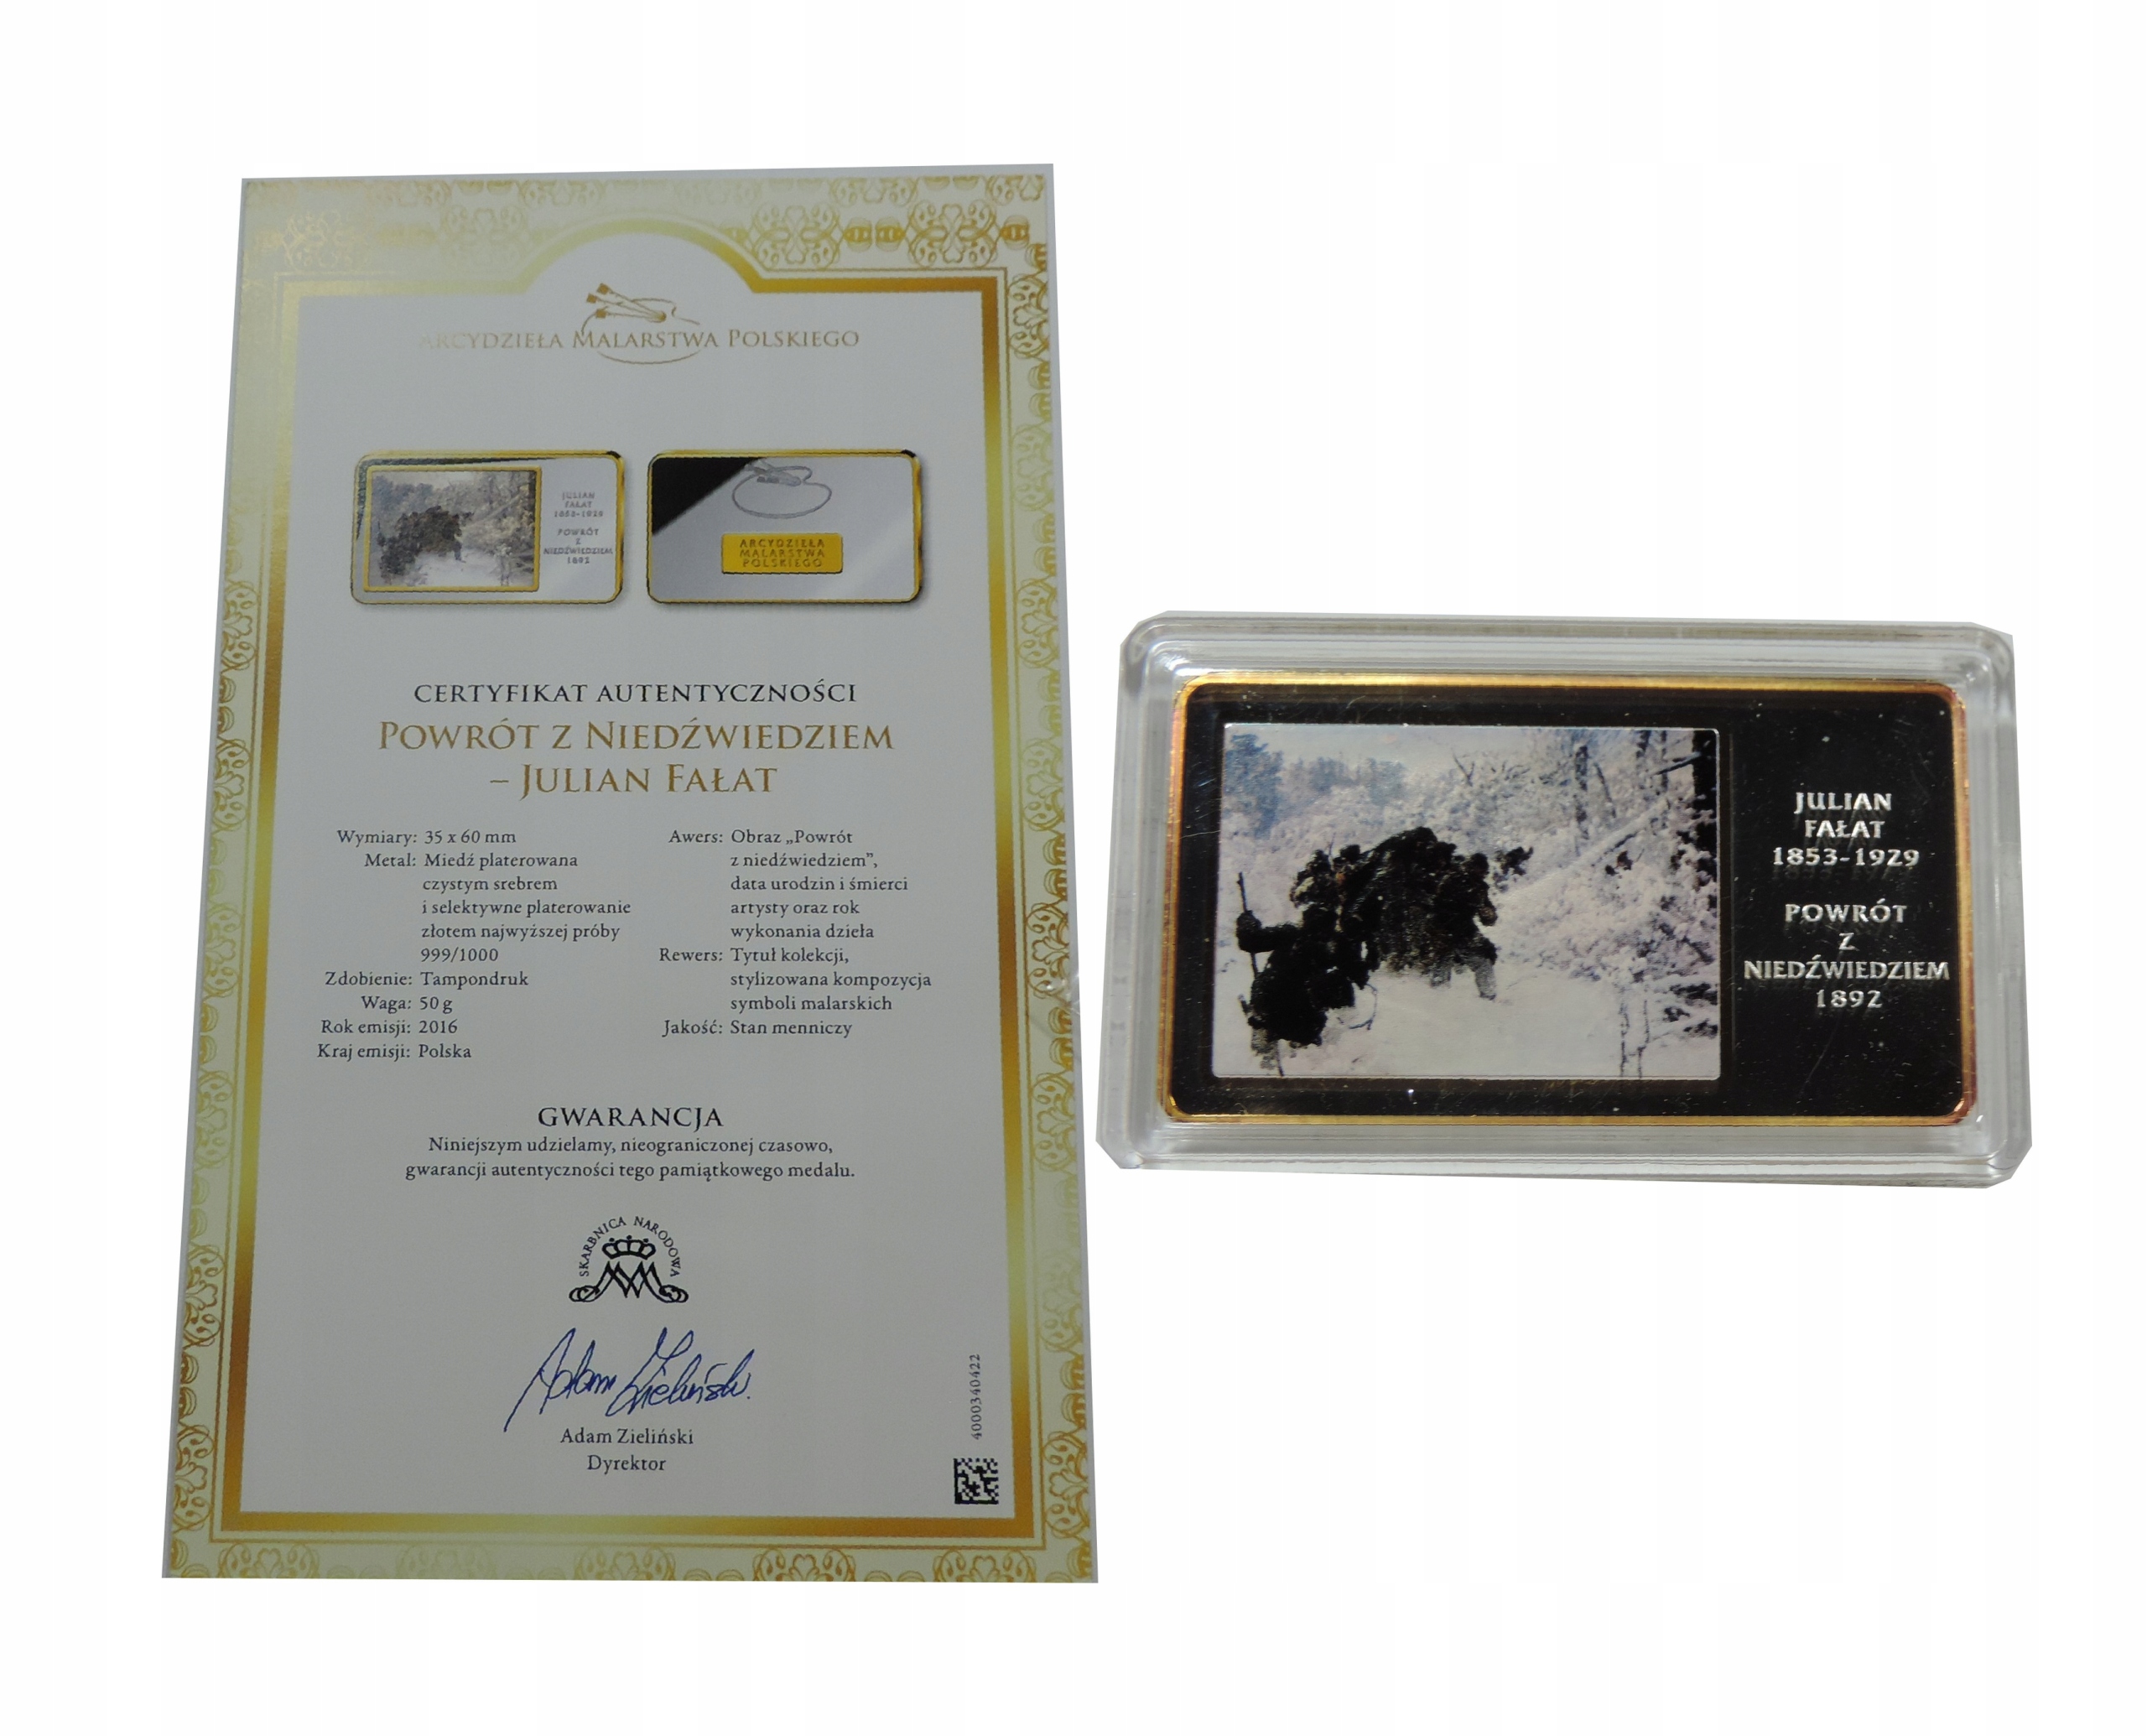 ARCYDZIEŁA MALARSTWA POLSKIEGO
JULIAN
FAŁAT
1853-1929
POWRÓT
Z
NIEDŹWIEDZIEM
1892
ARCYDZIEŁA
MALARSTWA
POLSKIEGO
CERTYFIKAT AUTENTYCZNOŚCI
POWRÓT Z NIEDŹWIEDZIEM
– JULIAN FAŁAT
Wymiary: 35 x 60 mm
Metal: Miedź platerowana
czystym srebrem
i selektywne platerowanie
złotem najwyższej próby
999/1000
Zdobienie: Tampondruk
Waga: 50 g
Rok emisji: 2016
Kraj emisji: Polska
Awers: Obraz „Powrót
z niedźwiedziem”,
data urodzin i śmierci
artysty oraz rok
wykonania dzieła
Rewers: Tytuł kolekcji,
stylizowana kompozycja
symboli malarskich
Jakość: Stan menniczy
GWARANCJA
Niniejszym udzielamy, nieograniczonej czasowo,
gwarancji autentyczności tego pamiątkowego medalu.
SKARBNICA NARODOWA
Adam Zieliński
Adam Zieliński
Dyrektor
4000340422
JULIAN
FAŁAT
1853-1929
POWRÓT
Z
NIEDŹWIEDZIEM
1892